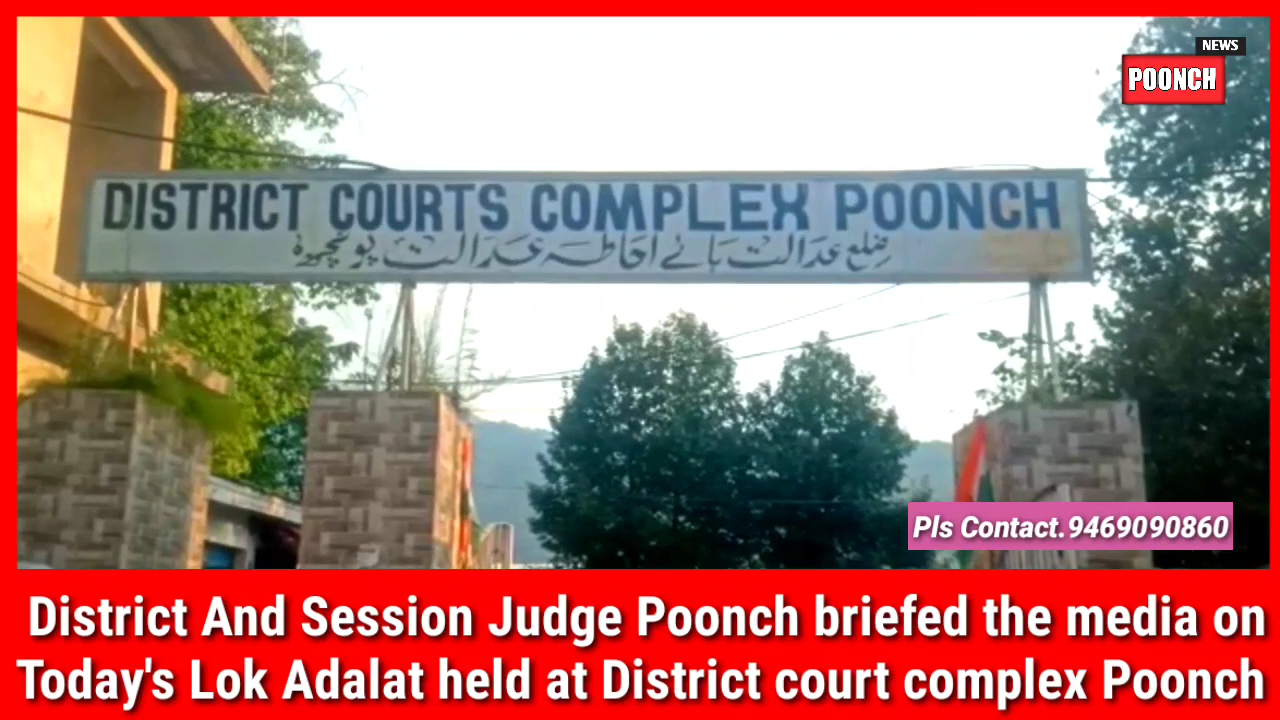 NEWS
POONCH
DISTRICT COURTS COMPLEX POONCH
ضلع عدالت ہائے احاطہ عدالت پونچھ
Pls Contact.9469090860
District And Session Judge Poonch briefed the media on
Today's Lok Adalat held at District court complex Poonch